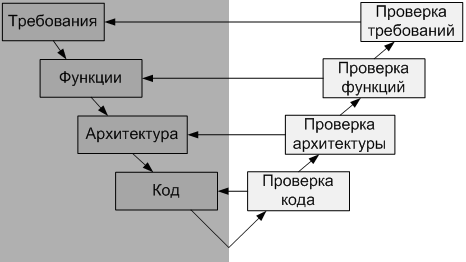 Требования
Проверка
требований
Функции
Проверка
функций
Архитектура
Проверка
архитектуры
Код
Проверка
кода